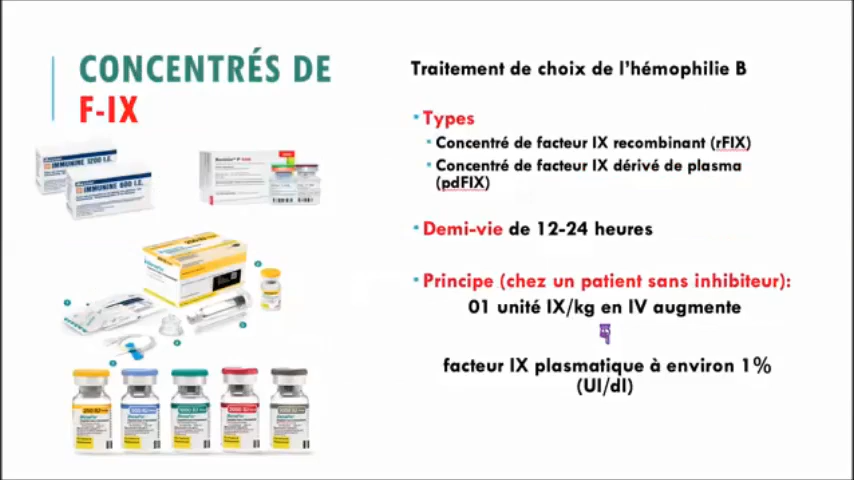 CONCENTRÉS DE
F-IX
Traitement de choix de l'hémophilie B
Types
Concentré de facteur IX recombinant (rFIX)
Concentré de facteur IX dérivé de plasma
(pdFIX)
Demi-vie de 12-24 heures
Principe (chez un patient sans inhibiteur):
01 unité IX/kg en IV augmente
facteur IX plasmatique à environ 1%
(UI/dl)
IMMUNINE 1200 I.E.
IMMUNINE 600 I.E.